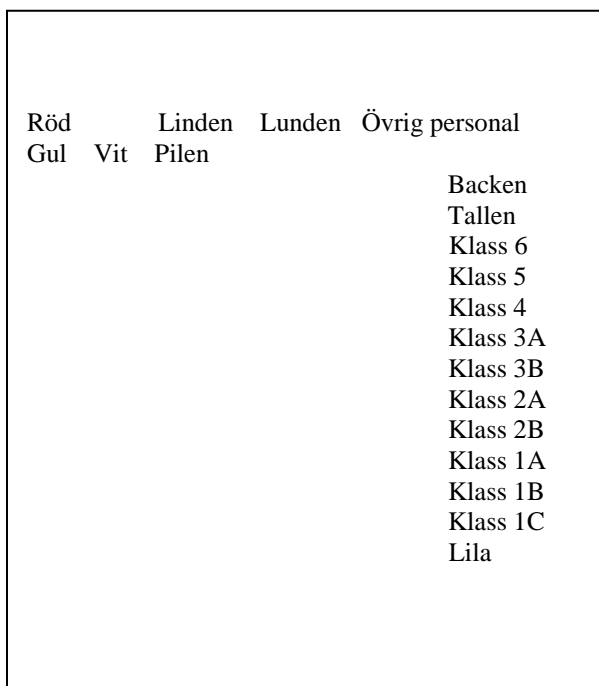 Röd Linden Lunden Övrig personal
Gul Vit Pilen
Backen
Tallen
Klass 6
Klass 5
Klass 4
Klass 3A
Klass 3B
Klass 2A
Klass 2B
Klass 1A
Klass 1B
Klass 1C
Lila